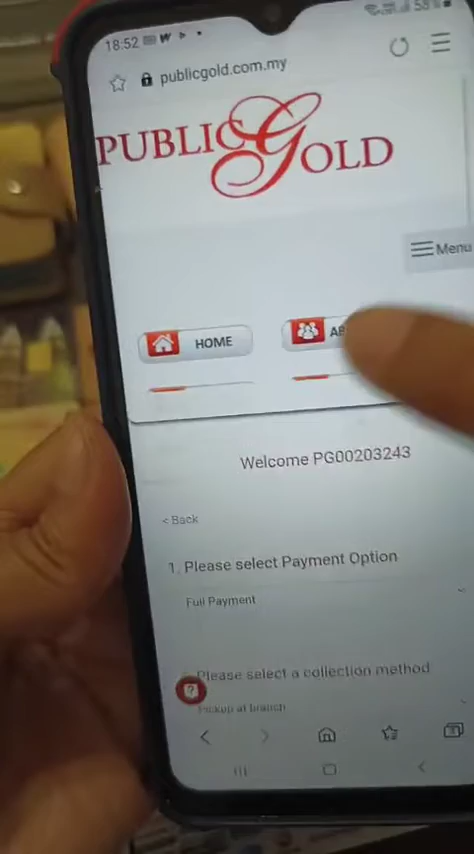 18:52
58%
publicgold.com.my
PUBLIC GOLD
Menu
HOME
Welcome PG00203243
< Back
1. Please select Payment Option
Full Payment
Please select a collection method
Pickup at branch